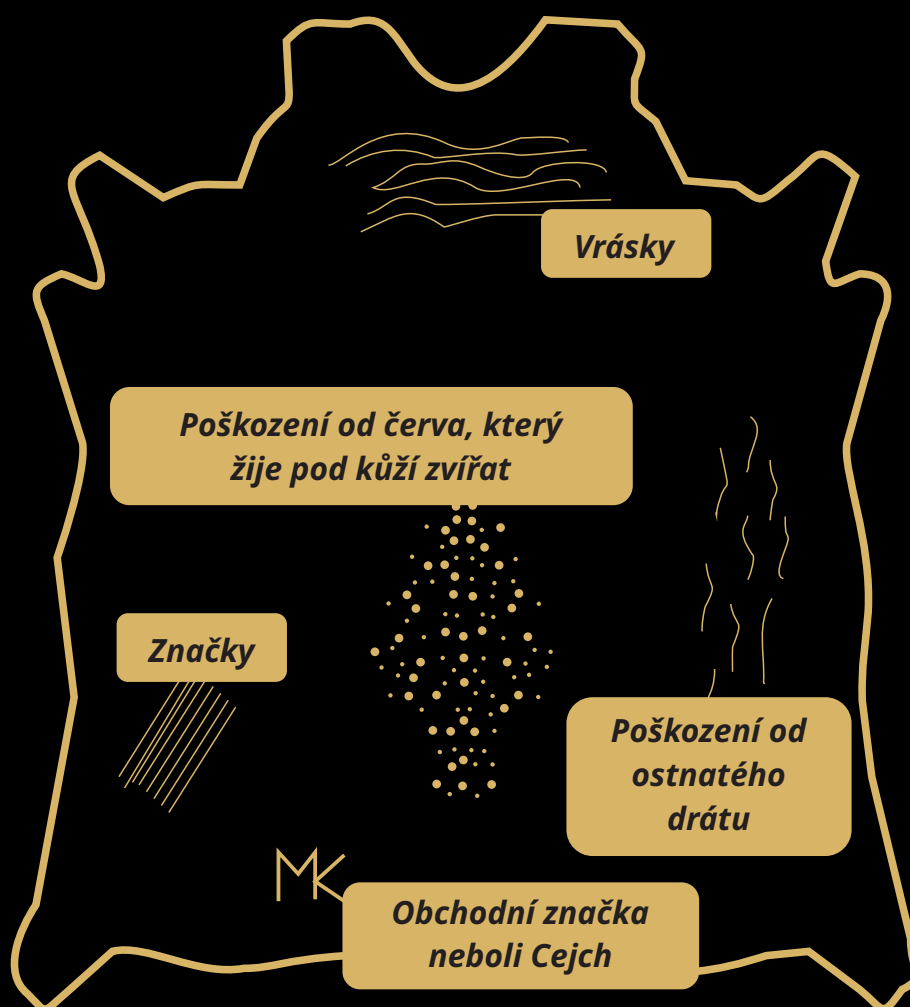 Vrásky
Poškození od červa, který
žije pod kůží zvířat
Značky
Poškození od
ostnatého
drátu
MK
Obchodní značka
neboli Cejch